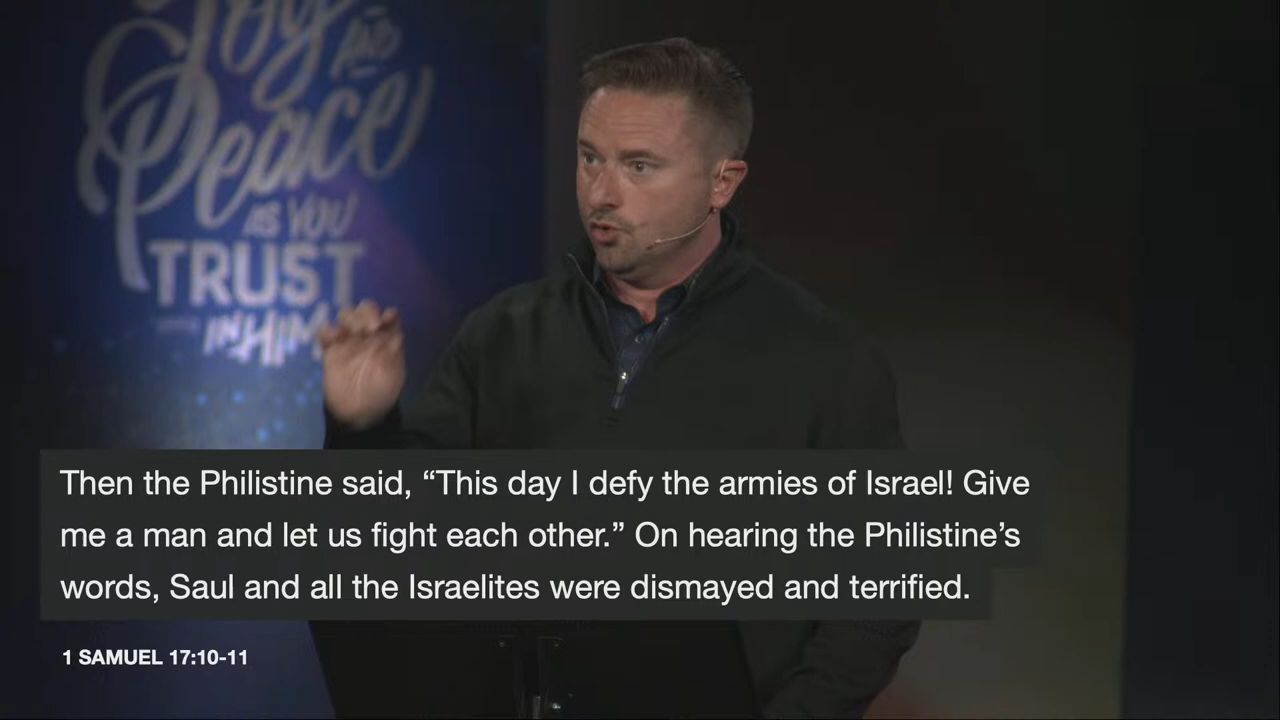 Joy AND
Peace
AS YOU
TRUST
IN HIM
Then the Philistine said, “This day I defy the armies of Israel! Give
me a man and let us fight each other.” On hearing the Philistine’s
words, Saul and all the Israelites were dismayed and terrified.
1 SAMUEL 17:10-11